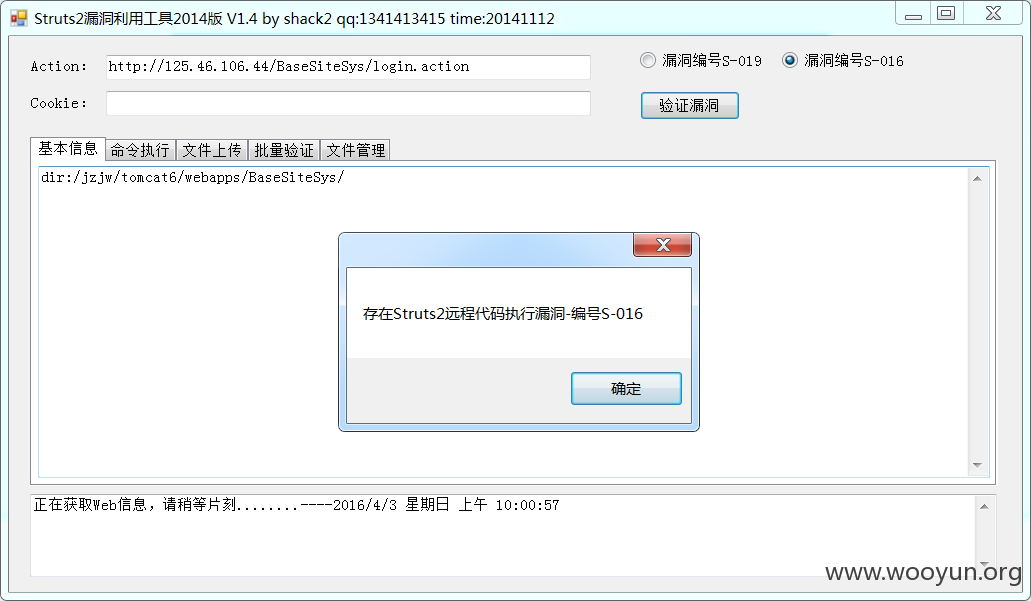 Struts2漏洞利用工具2014版 V1.4 by shack2 qq:1341413415 time:20141112
Action: http://125.46.106.44/BaseSiteSys/login.action
漏洞编号S-019 漏洞编号S-016
Cookie:
验证漏洞
基本信息 命令执行 文件上传 批量验证 文件管理
dir:/jzjw/tomcat6/webapps/BaseSiteSys/
存在Struts2远程代码执行漏洞-编号S-016
确定
正在获取Web信息，请稍等片刻........----2016/4/3 星期日 上午 10:00:57
www.wooyun.org